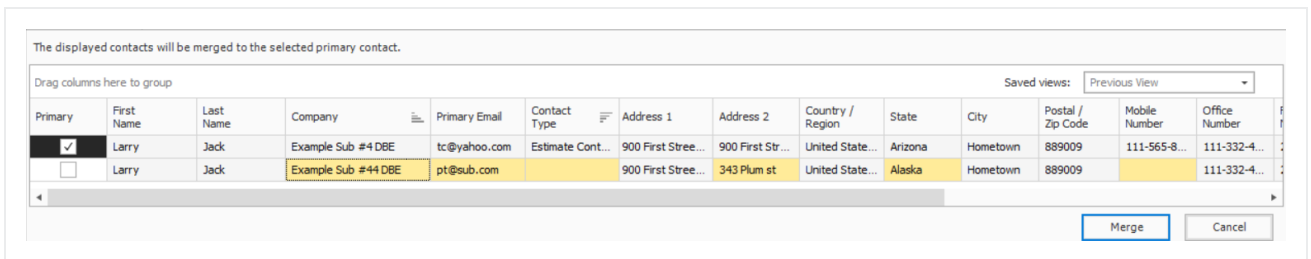 The displayed contacts will be merged to the selected primary contact.
Drag columns here to group Saved views: Previous View
Primary First Name Last Name Company Primary Email Contact Type Address 1 Address 2 Country / Region State City Postal / Zip Code Mobile Number Office Number
Larry Jack Example Sub #4 DBE tc@yahoo.com Estimate Cont... 900 First Stree... 900 First Str... United State... Arizona Hometown 889009 111-565-8... 111-332-4...
Larry Jack Example Sub #44 DBE pt@sub.com 900 First Stree... 343 Plum st United State... Alaska Hometown 889009 111-332-4...
Merge Cancel